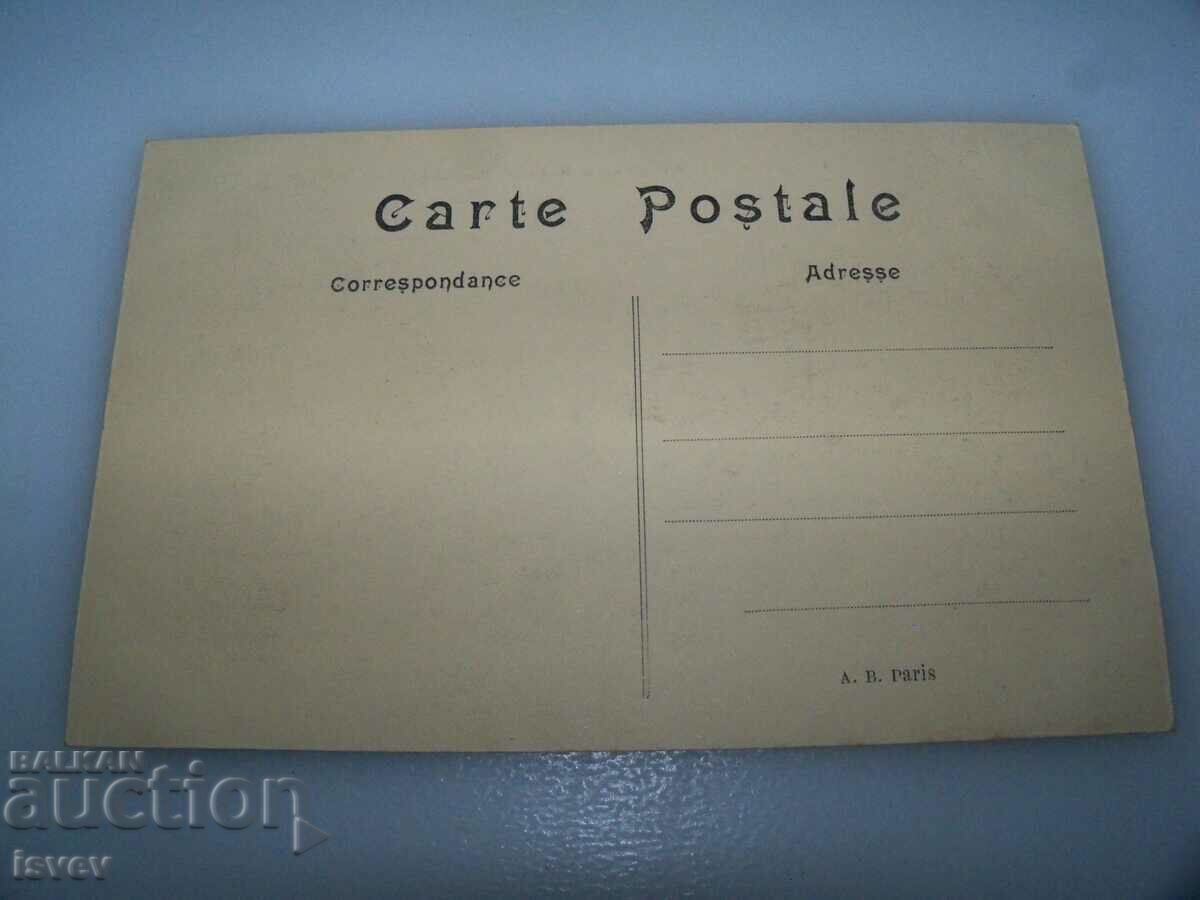 Carte Postale
Correspondance
Adresse
A. B. Paris
BALKAN
auction
isvev